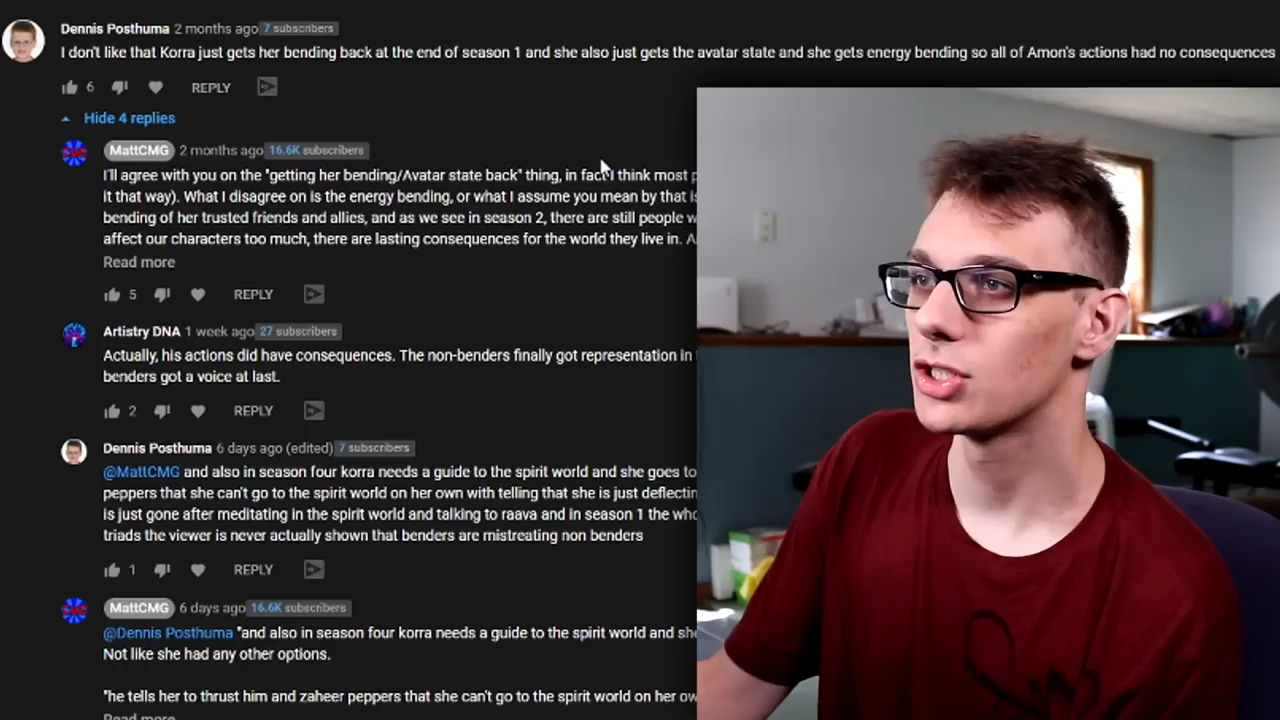 Dennis Posthuma 2 months ago 7 subscribers
I don't like that Korra just gets her bending back at the end of season 1 and she also just gets the avatar state and she gets energy bending so all of Amon's actions had no consequences
6 REPLY
Hide 4 replies
MattCMG 2 months ago 16.6K subscribers
I'll agree with you on the "getting her bending/Avatar state back" thing, in fact I think most p
it that way). What I disagree on is the energy bending, or what I assume you mean by that is
bending of her trusted friends and allies, and as we see in season 2, there are still people w
affect our characters too much, there are lasting consequences for the world they live in. A
Read more
5 REPLY
Artistry DNA 1 week ago 27 subscribers
Actually, his actions did have consequences. The non-benders finally got representation in
benders got a voice at last.
2 REPLY
Dennis Posthuma 6 days ago (edited) 7 subscribers
@MattCMG and also in season four korra needs a guide to the spirit world and she goes to
peppers that she can't go to the spirit world on her own with telling that she is just deflectin
is just gone after meditating in the spirit world and talking to raava and in season 1 the who
triads the viewer is never actually shown that benders are mistreating non benders
1 REPLY
MattCMG 6 days ago 16.6K subscribers
@Dennis Posthuma "and also in season four korra needs a guide to the spirit world and she
Not like she had any other options.
"he tells her to thrust him and zaheer peppers that she can't go to the spirit world on her ow
Read more